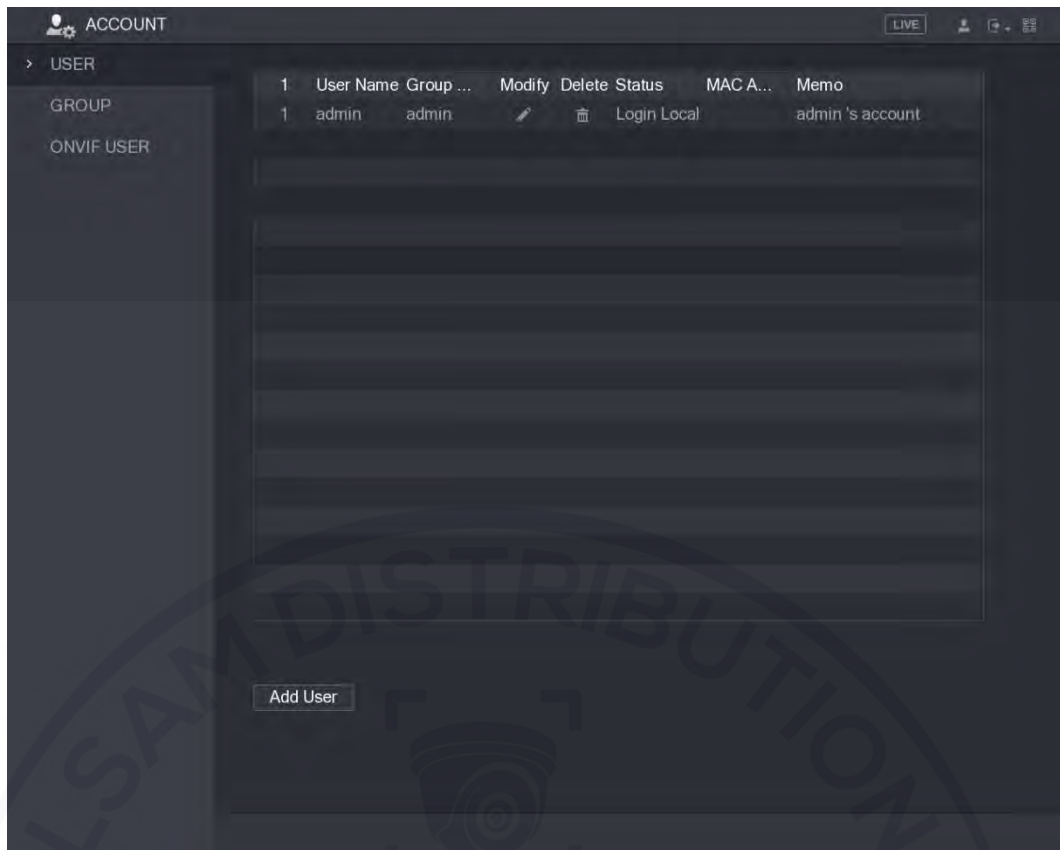 ACCOUNT LIVE
USER
GROUP
ONVIF USER
1 User Name Group ... Modify Delete Status MAC A... Memo
1 admin admin Login Local admin 's account
Add User
LSAMDISTRIBUTION